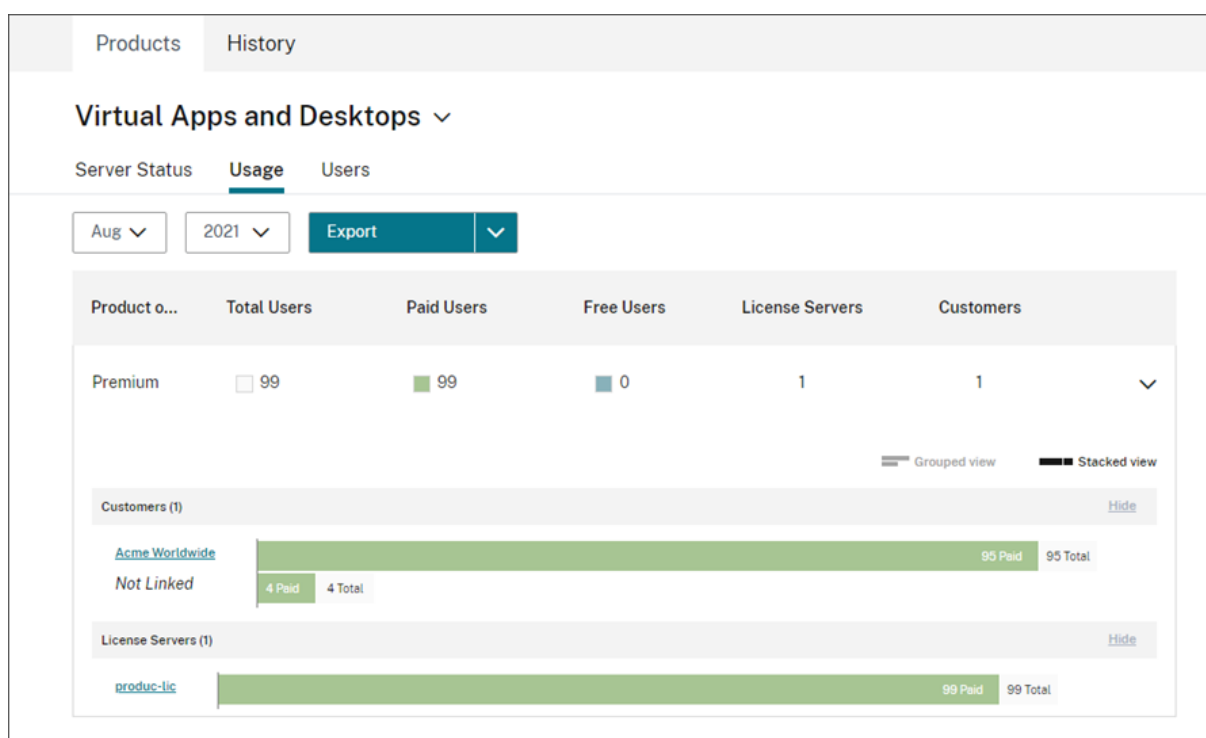 Products History
Virtual Apps and Desktops
Server Status Usage Users
Aug 2021 Export
Product o... Total Users Paid Users Free Users License Servers Customers
Premium 99 99 0 1 1
Grouped view Stacked view
Customers (1) Hide
Acme Worldwide 95 Paid 95 Total
Not Linked 4 Paid 4 Total
License Servers (1) Hide
produc-lic 99 Paid 99 Total